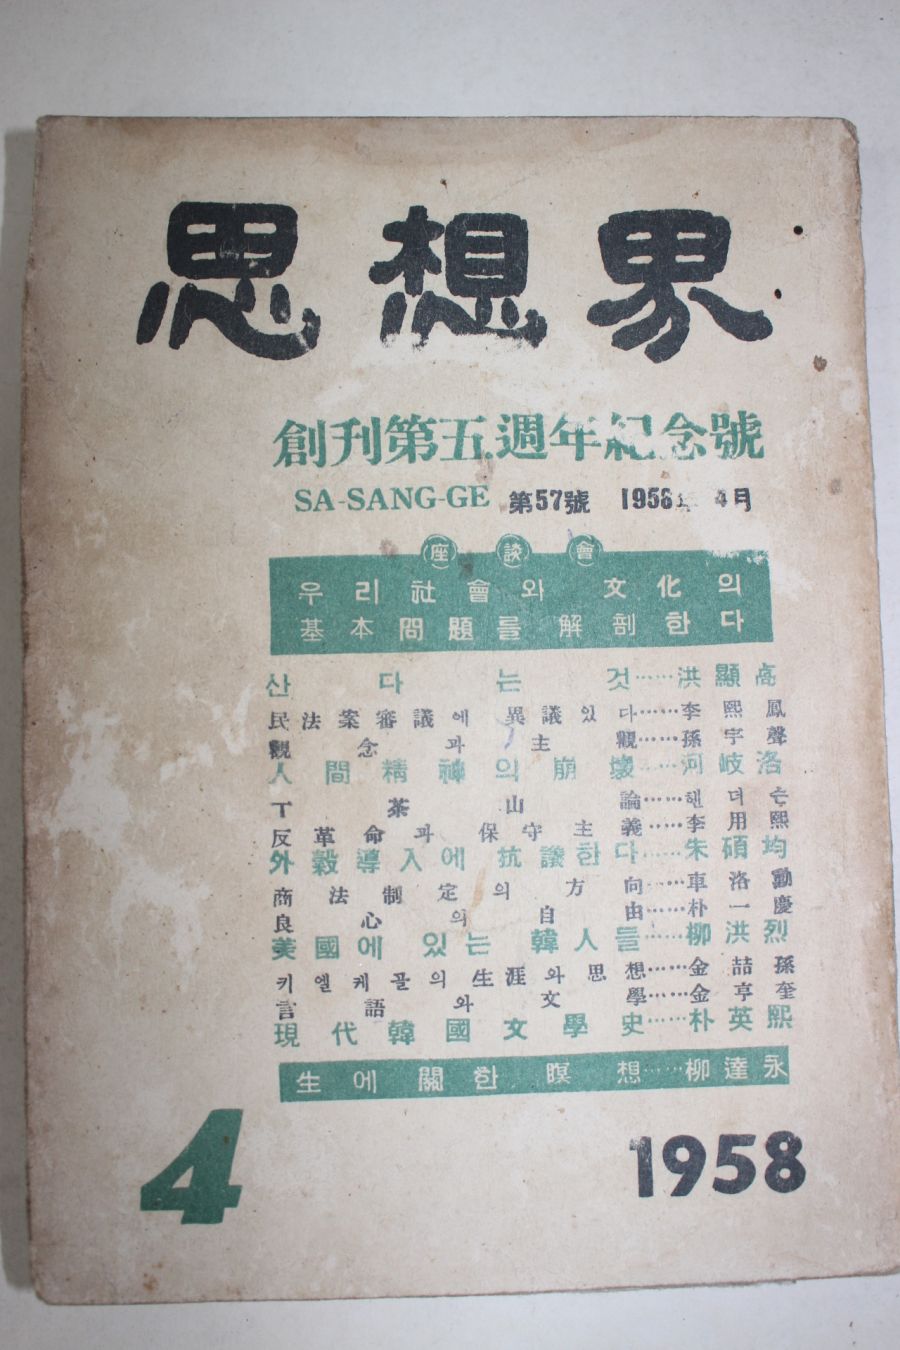 思想界
創刊第五週年紀念號
SA-SANG-GE 第57號 1958年 4月
座談會
우리 社會와 文化의
基本問題를 解剖한다
산다는것……洪顯卨
民法案審議에 異議있다……李熙鳳
觀念과 主觀……孫宇聲
人間精神의 崩壞……河岐洛
丁茶山論……헨더슨
反革命과 保守主義……李用熙
外穀導入에 抗議한다……朱碩均
商法制定의 方向……車洛勳
良心의 自由……朴一慶
美國에 있는 韓人들……柳洪烈
키엘케골의 生涯와 思想……金喆孫
言語와 文學……金亨奎
現代韓國文學史……朴英熙
生에 關한 瞑想……柳達永
4
1958